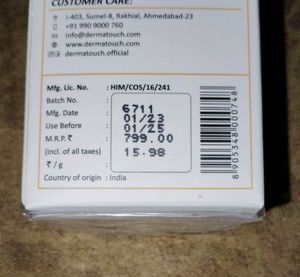 CUSTOMER CARE:
I-403, Sumel-8, Rakhial, Ahmedabad-23
+91 990 9000 760
info@dermatouch.com
www.dermatouch.com
dermatouch.official
Mfg. Lic. No. : HIM/COS/16/241
Batch No. 6711
Mfg. Date 01/23
Use Before 01/25
M.R.P. ₹ 799.00
(incl. of all taxes)
₹ / g 15.98
Country of origin : India
8905368000748